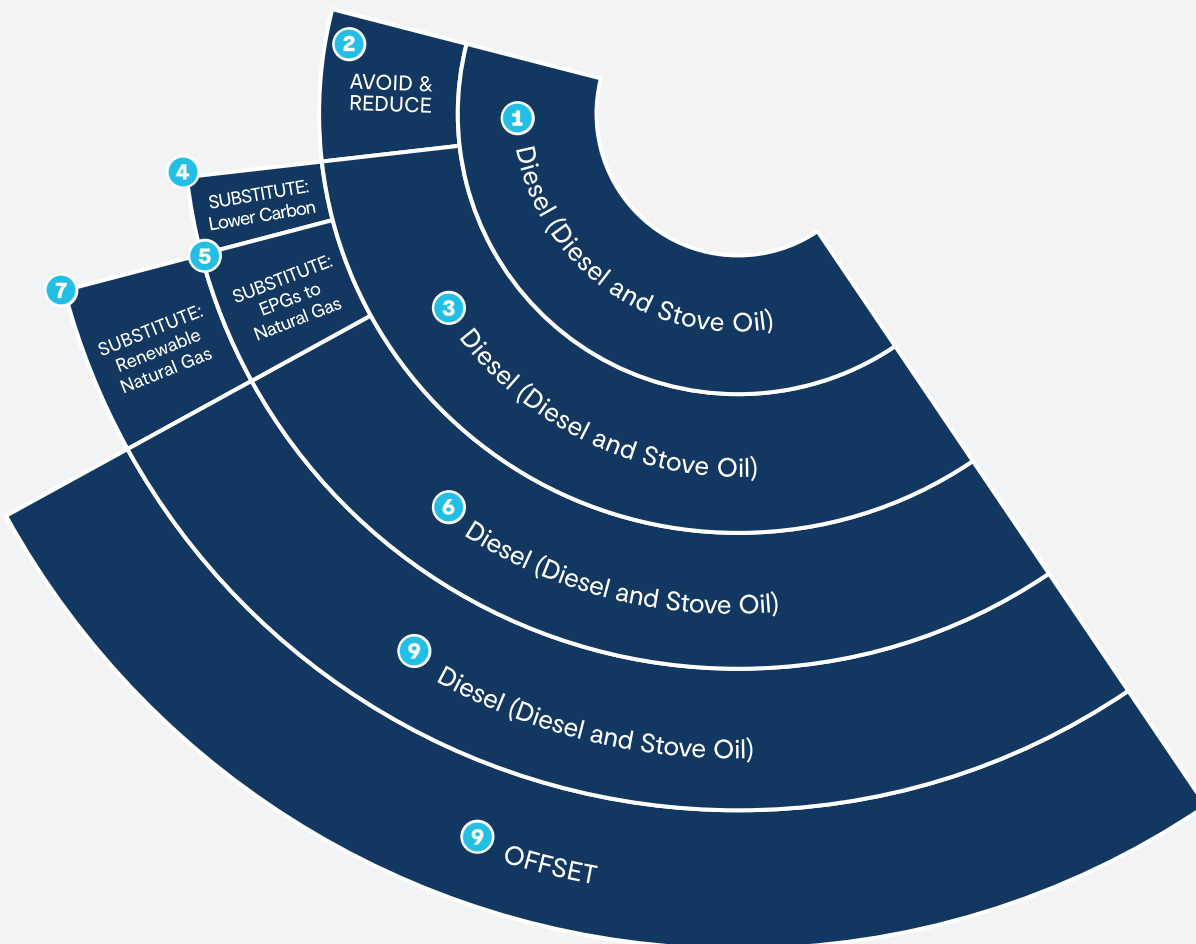 2
AVOID &
REDUCE
1
Diesel (Diesel and Stove Oil)
4
SUBSTITUTE:
Lower Carbon
3
Diesel (Diesel and Stove Oil)
5
SUBSTITUTE:
EPGs to
Natural Gas
7
SUBSTITUTE:
Renewable
Natural Gas
6
Diesel (Diesel and Stove Oil)
9
Diesel (Diesel and Stove Oil)
9
OFFSET